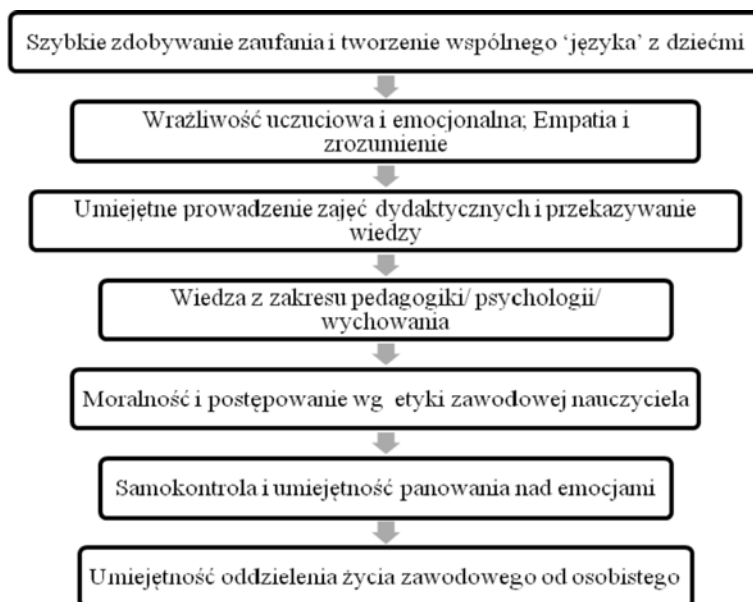 Szybkie zdobywanie zaufania i tworzenie wspólnego ‘języka’ z dziećmi
Wrażliwość uczuciowa i emocjonalna; Empatia i
zrozumienie
Umiejętne prowadzenie zajęć dydaktycznych i przekazywanie
wiedzy
Wiedza z zakresu pedagogiki/ psychologii/
wychowania
Moralność i postępowanie wg etyki zawodowej nauczyciela
Samokontrola i umiejętność panowania nad emocjami
Umiejętność oddzielenia życia zawodowego od osobistego